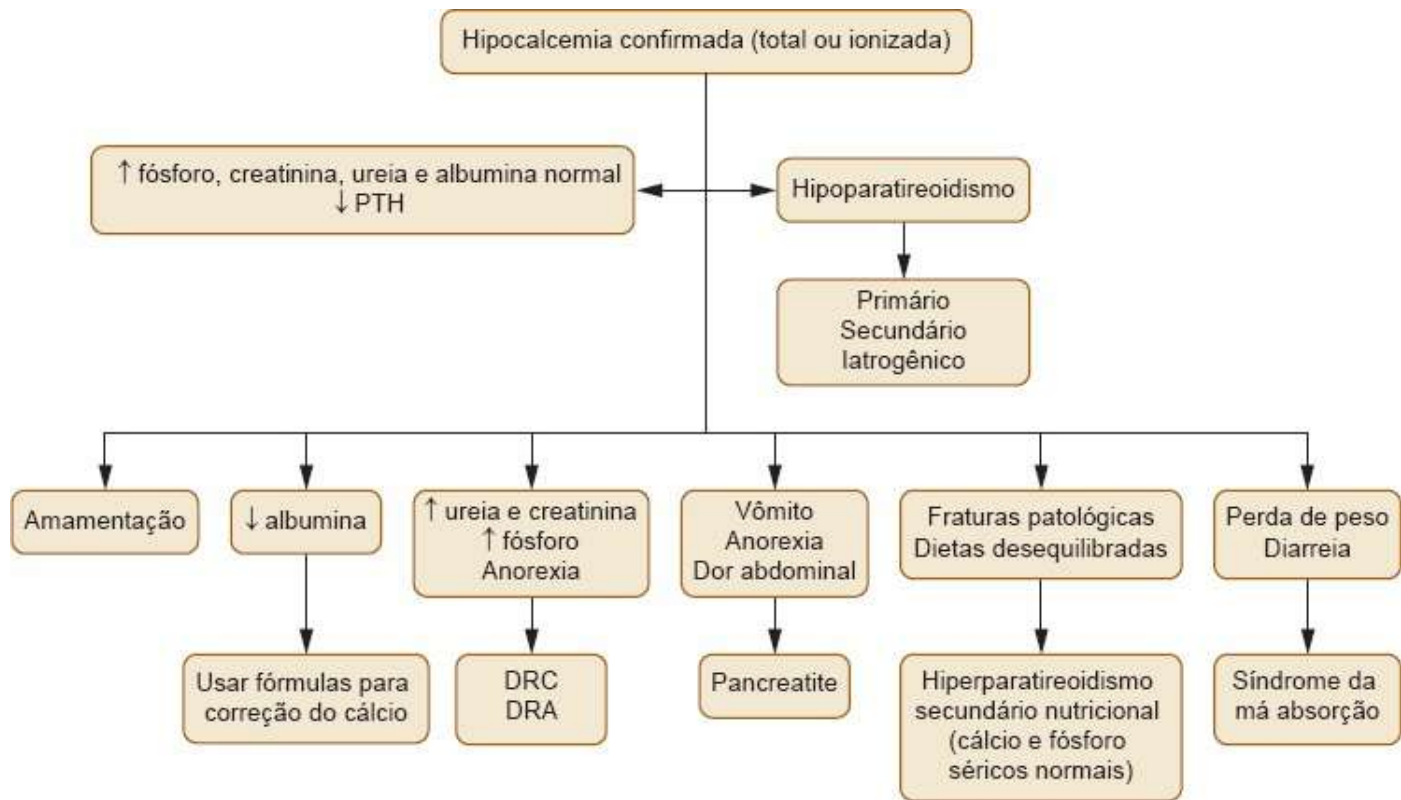 Hipocalcemia confirmada (total ou ionizada)
↑ fósforo, creatinina, ureia e albumina normal
↓ PTH
Hipoparatireoidismo
Primário
Secundário
Iatrogênico
Amamentação
↓ albumina
↑ ureia e creatinina
↑ fósforo
Anorexia
Vômito
Anorexia
Dor abdominal
Fraturas patológicas
Dietas desequilibradas
Perda de peso
Diarreia
Usar fórmulas para
correção do cálcio
DRC
DRA
Pancreatite
Hiperparatireoidismo
secundário nutricional
(cálcio e fósforo
séricos normais)
Síndrome da
má absorção